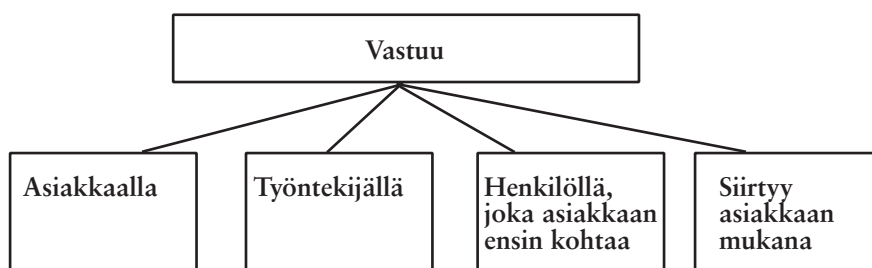 Vastuu
Asiakkaalla
Työntekijällä
Henkilöllä,
joka asiakkaan
ensin kohtaa
Siirtyy
asiakkaan
mukana